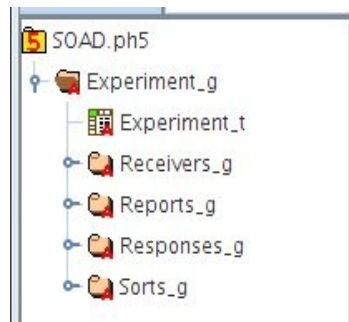 SOAD.ph5
Experiment_g
Experiment_t
Receivers_g
Reports_g
Responses_g
Sorts_g